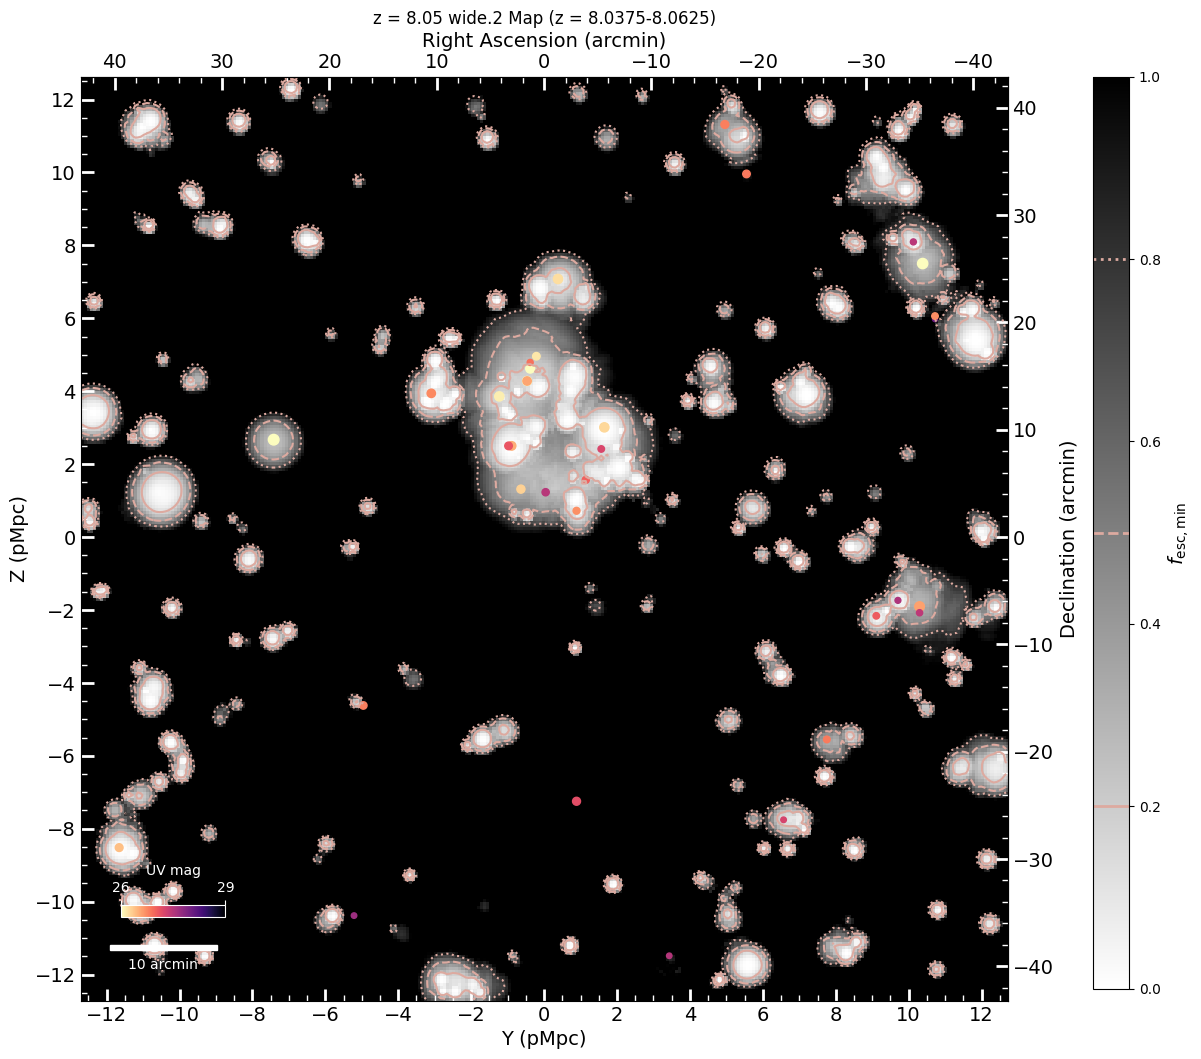 z = 8.05 wide.2 Map (z = 8.0375-8.0625)
Right Ascension (arcmin)
40 30 20 10 0 −10 −20 −30 −40
12 10 8 6 4 2 0 −2 −4 −6 −8 −10 −12
Z (pMpc)
40 30 20 10 0 −10 −20 −30 −40
Declination (arcmin)
1.0 0.8 0.6 0.4 0.2 0.0
f_esc,min
UV mag
26 29
10 arcmin
−12 −10 −8 −6 −4 −2 0 2 4 6 8 10 12
Y (pMpc)